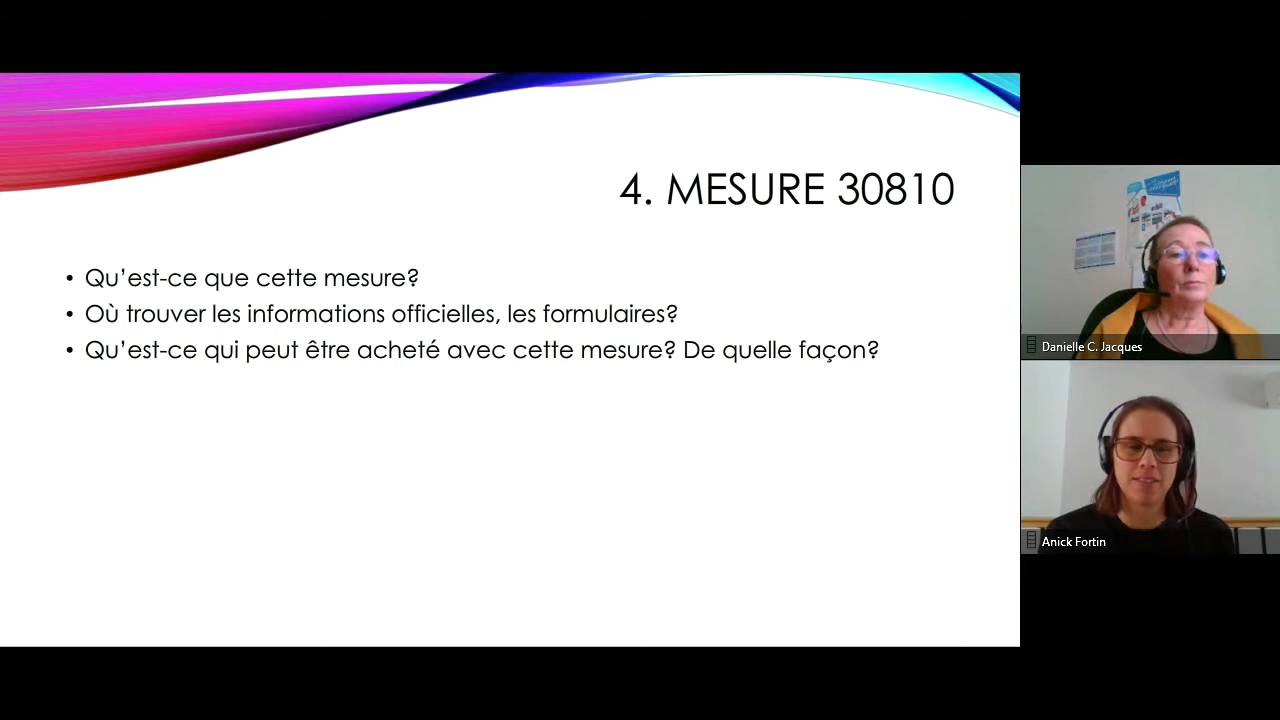 4. MESURE 30810
• Qu’est-ce que cette mesure?
• Où trouver les informations officielles, les formulaires?
• Qu’est-ce qui peut être acheté avec cette mesure? De quelle façon?
Danielle C. Jacques
Anick Fortin